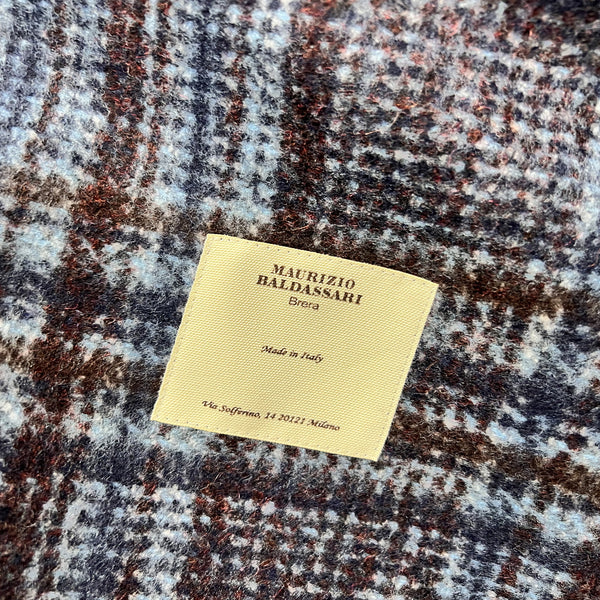 MAURIZIO
BALDASSARI
Brera
Made in Italy
Via Solferino, 14 20121 Milano